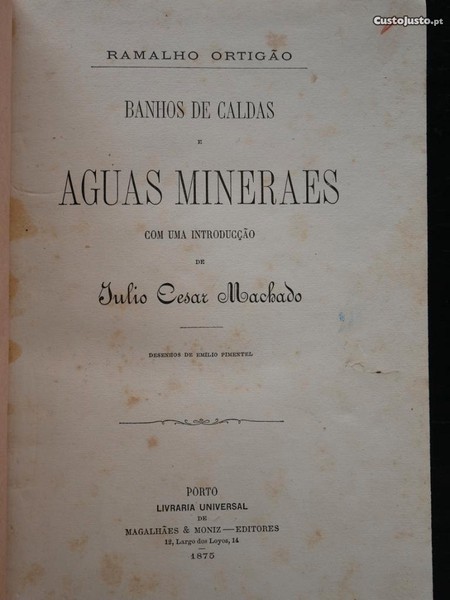 CustoJusto.pt
RAMALHO ORTIGÃO
BANHOS DE CALDAS
E
AGUAS MINERAES
COM UMA INTRODUCÇÃO
DE
Julio Cesar Machado
DESENHOS DE EMÍLIO PIMENTEL
PORTO
LIVRARIA UNIVERSAL
DE
MAGALHÃES & MONIZ—EDITORES
12, Largo dos Loyos, 14
1875